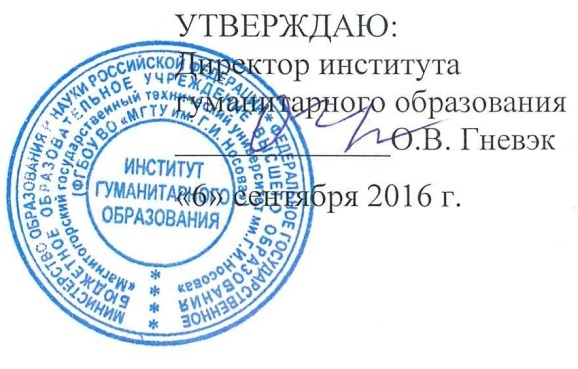 УТВЕРЖДАЮ:
Директор института
гуманитарного образования
О.В. Гневэк
«6» сентября 2016 г.
МИНИСТЕРСТВО ОБРАЗОВАНИЯ И НАУКИ РОССИЙСКОЙ ФЕДЕРАЦИИ * ФЕДЕРАЛЬНОЕ ГОСУДАРСТВЕННОЕ
БЮДЖЕТНОЕ ОБРАЗОВАТЕЛЬНОЕ УЧРЕЖДЕНИЕ ВЫСШЕГО ОБРАЗОВАНИЯ
«Магнитогорский государственный технический университет им.Г.И.Носова»
(ФГБОУ ВО «МГТУ им. Г.И. Носова»)
ИНСТИТУТ
ГУМАНИТАРНОГО
ОБРАЗОВАНИЯ